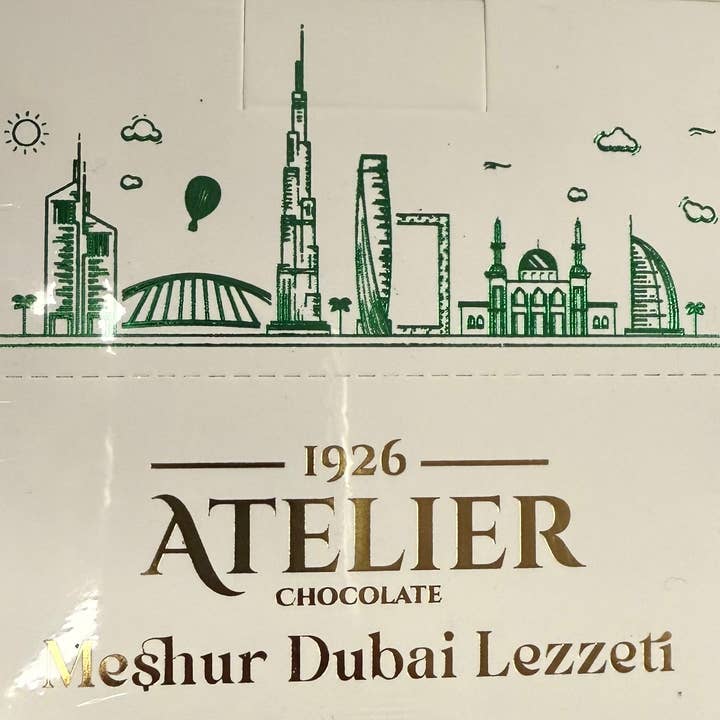 1926
ATELIER
CHOCOLATE
Meşhur Dubai Lezzeti